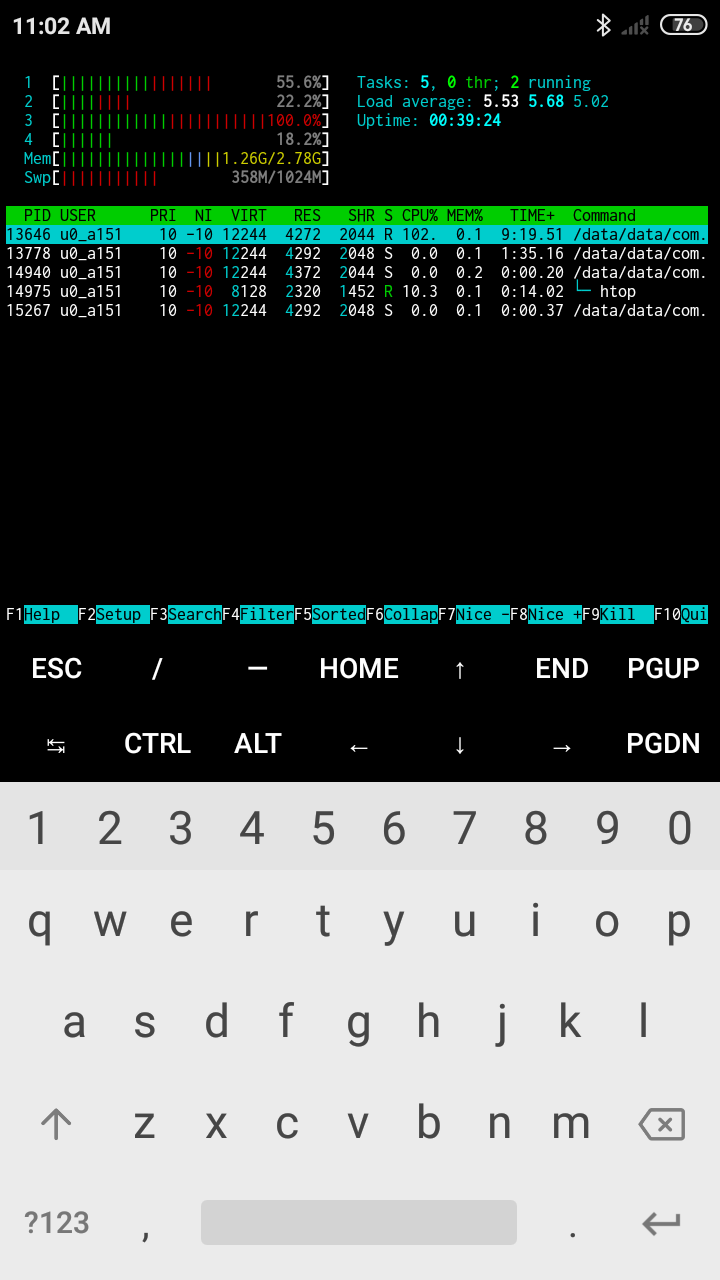 11:02 AM 76
1 [|||||||||||||||||55.6%] Tasks: 5, 0 thr; 2 running
2 [||||||||22.2%] Load average: 5.53 5.68 5.02
3 [|||||||||||||||||||||||100.0%] Uptime: 00:39:24
4 [||||||18.2%]
Mem[||||||||||||||||||1.26G/2.78G]
Swp[|||||||||||358M/1024M]
PID USER PRI NI VIRT RES SHR S CPU% MEM% TIME+ Command
13646 u0_a151 10 -10 12244 4272 2044 R 102. 0.1 9:19.51 /data/data/com.
13778 u0_a151 10 -10 12244 4292 2048 S 0.0 0.1 1:35.16 /data/data/com.
14940 u0_a151 10 -10 12244 4372 2044 S 0.0 0.2 0:00.20 /data/data/com.
14975 u0_a151 10 -10 8128 2320 1452 R 10.3 0.1 0:14.02 └─ htop
15267 u0_a151 10 -10 12244 4292 2048 S 0.0 0.1 0:00.37 /data/data/com.
F1Help F2Setup F3SearchF4FilterF5SortedF6CollapF7Nice -F8Nice +F9Kill F10Qui
ESC / — HOME ↑ END PGUP
↹ CTRL ALT ← ↓ → PGDN
1 2 3 4 5 6 7 8 9 0
q w e r t y u i o p
a s d f g h j k l
z x c v b n m
?123 , .